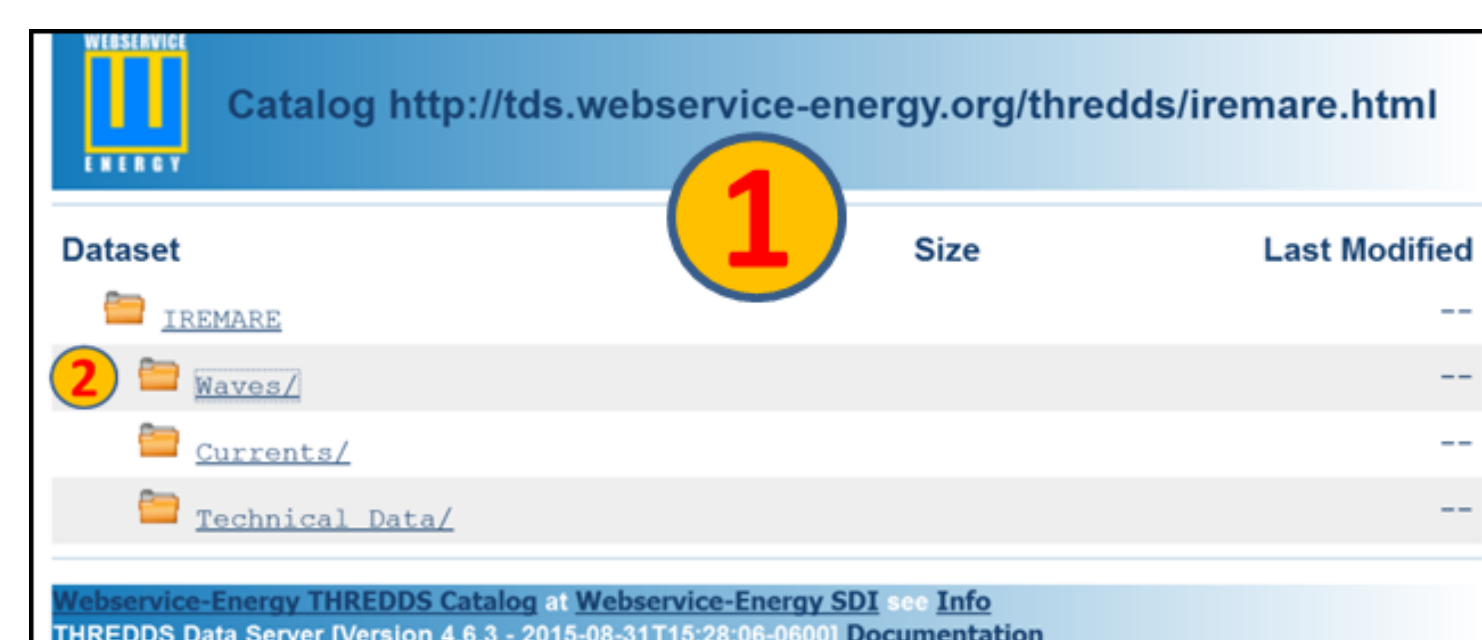 WEBSERVICE
ENERGY
Catalog http://tds.webservice-energy.org/thredds/iremare.html
1
Dataset Size Last Modified
IREMARE --
2 Waves/ --
Currents/ --
Technical Data/ --
Webservice-Energy THREDDS Catalog at Webservice-Energy SDI see Info
THREDDS Data Server [Version 4.6.3 - 2015-08-31T15:28:06-0600] Documentation